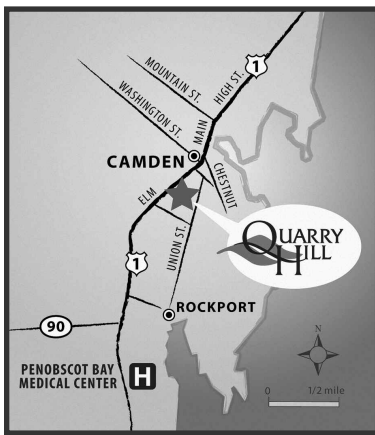 1
HIGH ST.
MOUNTAIN ST.
WASHINGTON ST.
MAIN
CAMDEN
CHESTNUT
ELM
QUARRY
HILL
UNION ST.
1
ROCKPORT
90
N
PENOBSCOT BAY
MEDICAL CENTER
H
0 1/2 mile